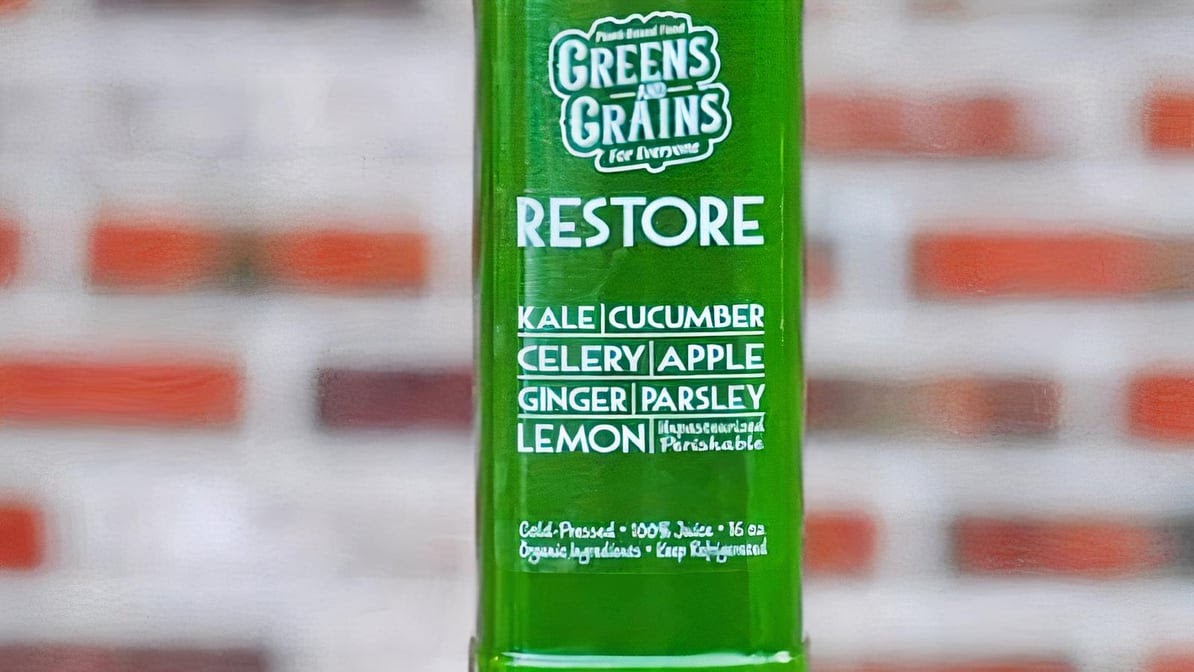 Plant-Based Food
GREENS
AND
GRAINS
For Everyone
RESTORE
KALE|CUCUMBER
CELERY|APPLE
GINGER|PARSLEY
LEMON|Unpasteurized
Perishable
Cold-Pressed • 100% Juice • 16 oz
Organic Ingredients • Keep Refrigerated